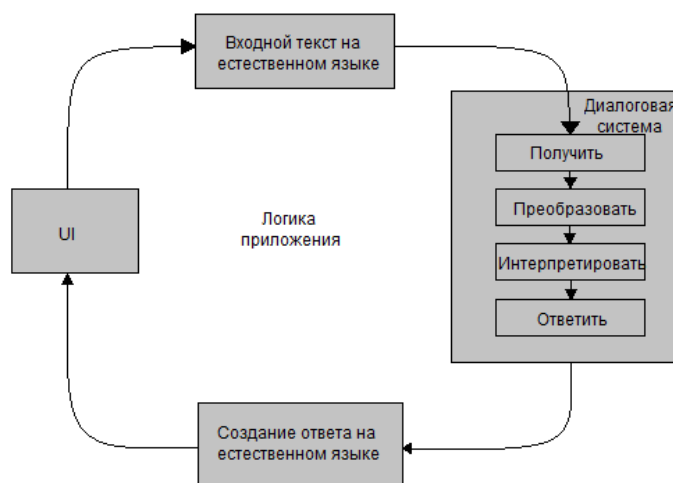 Входной текст на
естественном языке
Диалоговая
система
Получить
Преобразовать
Интерпретировать
Ответить
UI
Логика
приложения
Создание ответа на
естественном языке